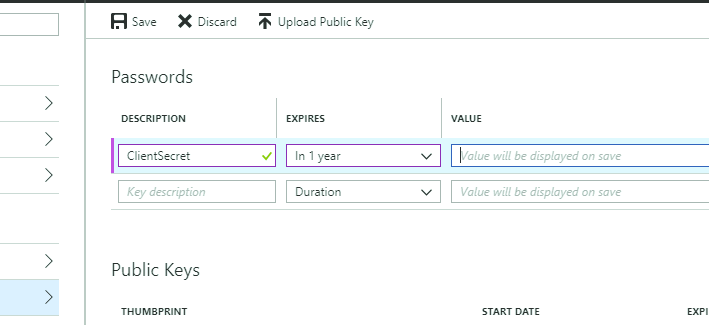 Save Discard Upload Public Key
Passwords
DESCRIPTION EXPIRES VALUE
ClientSecret In 1 year Value will be displayed on save
Key description Duration Value will be displayed on save
Public Keys
THUMBPRINT START DATE EXPI